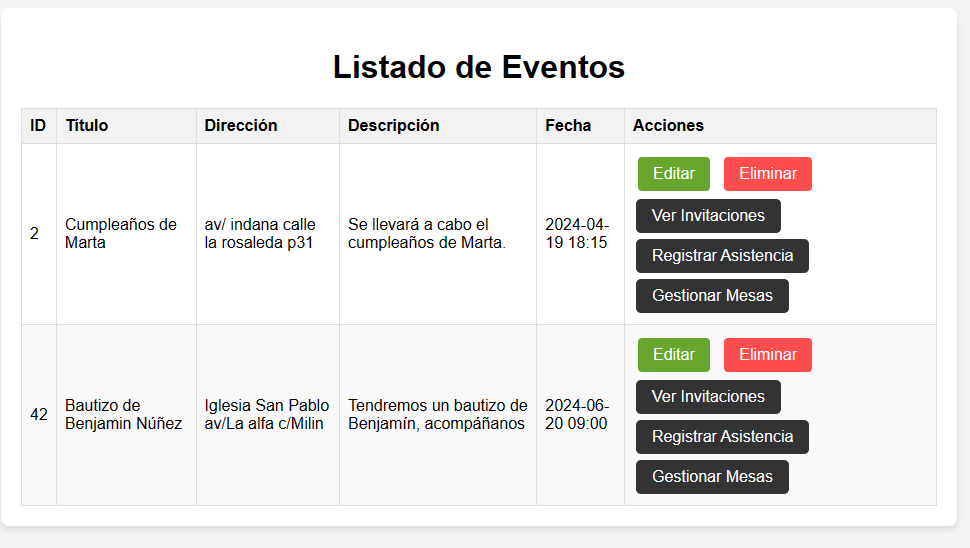 Listado de Eventos
ID Título Dirección Descripción Fecha Acciones
2
Cumpleaños de
Marta
av/ indana calle
la rosaleda p31
Se llevará a cabo el
cumpleaños de Marta.
2024-04-
19 18:15
Editar Eliminar
Ver Invitaciones
Registrar Asistencia
Gestionar Mesas
42
Bautizo de
Benjamin Núñez
Iglesia San Pablo
av/La alfa c/Milin
Tendremos un bautizo de
Benjamín, acompáñanos
2024-06-
20 09:00
Editar Eliminar
Ver Invitaciones
Registrar Asistencia
Gestionar Mesas